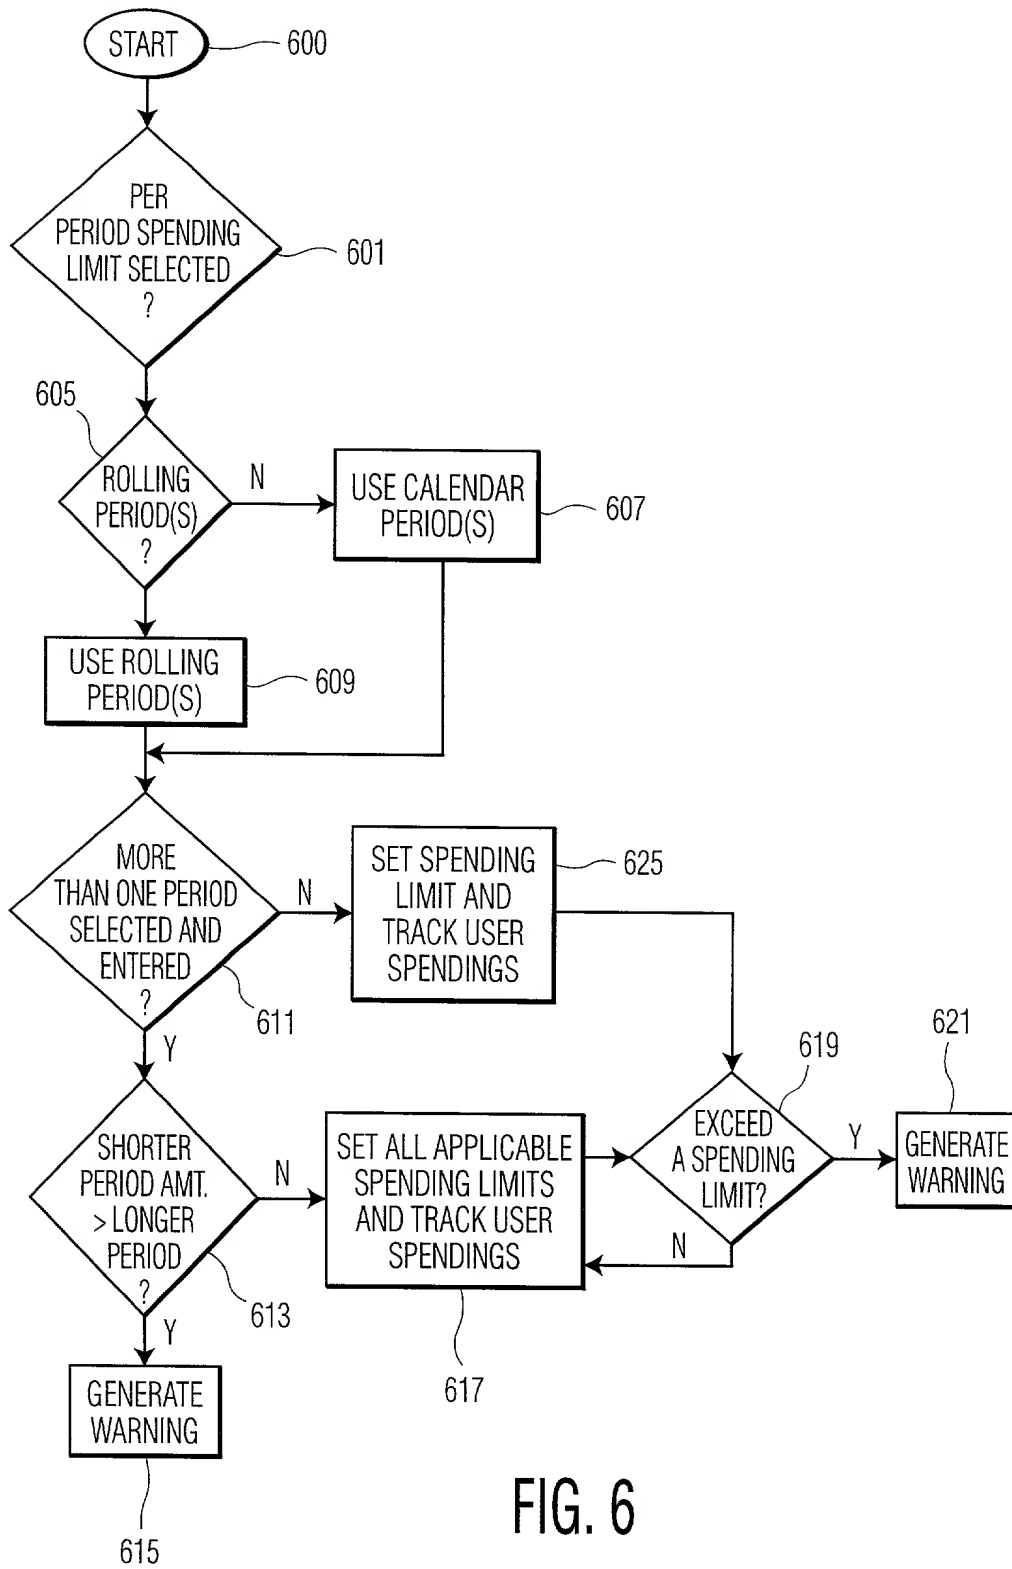 START
600
PER
PERIOD SPENDING
LIMIT SELECTED
?
601
605
ROLLING
PERIOD(S)
?
N
USE CALENDAR
PERIOD(S)
607
USE ROLLING
PERIOD(S)
609
MORE
THAN ONE PERIOD
SELECTED AND
ENTERED
?
611
N
SET SPENDING
LIMIT AND
TRACK USER
SPENDINGS
625
Y
SHORTER
PERIOD AMT.
> LONGER
PERIOD
?
613
N
SET ALL APPLICABLE
SPENDING LIMITS
AND TRACK USER
SPENDINGS
617
619
EXCEED
A SPENDING
LIMIT?
N
Y
621
GENERATE
WARNING
Y
GENERATE
WARNING
615
FIG. 6